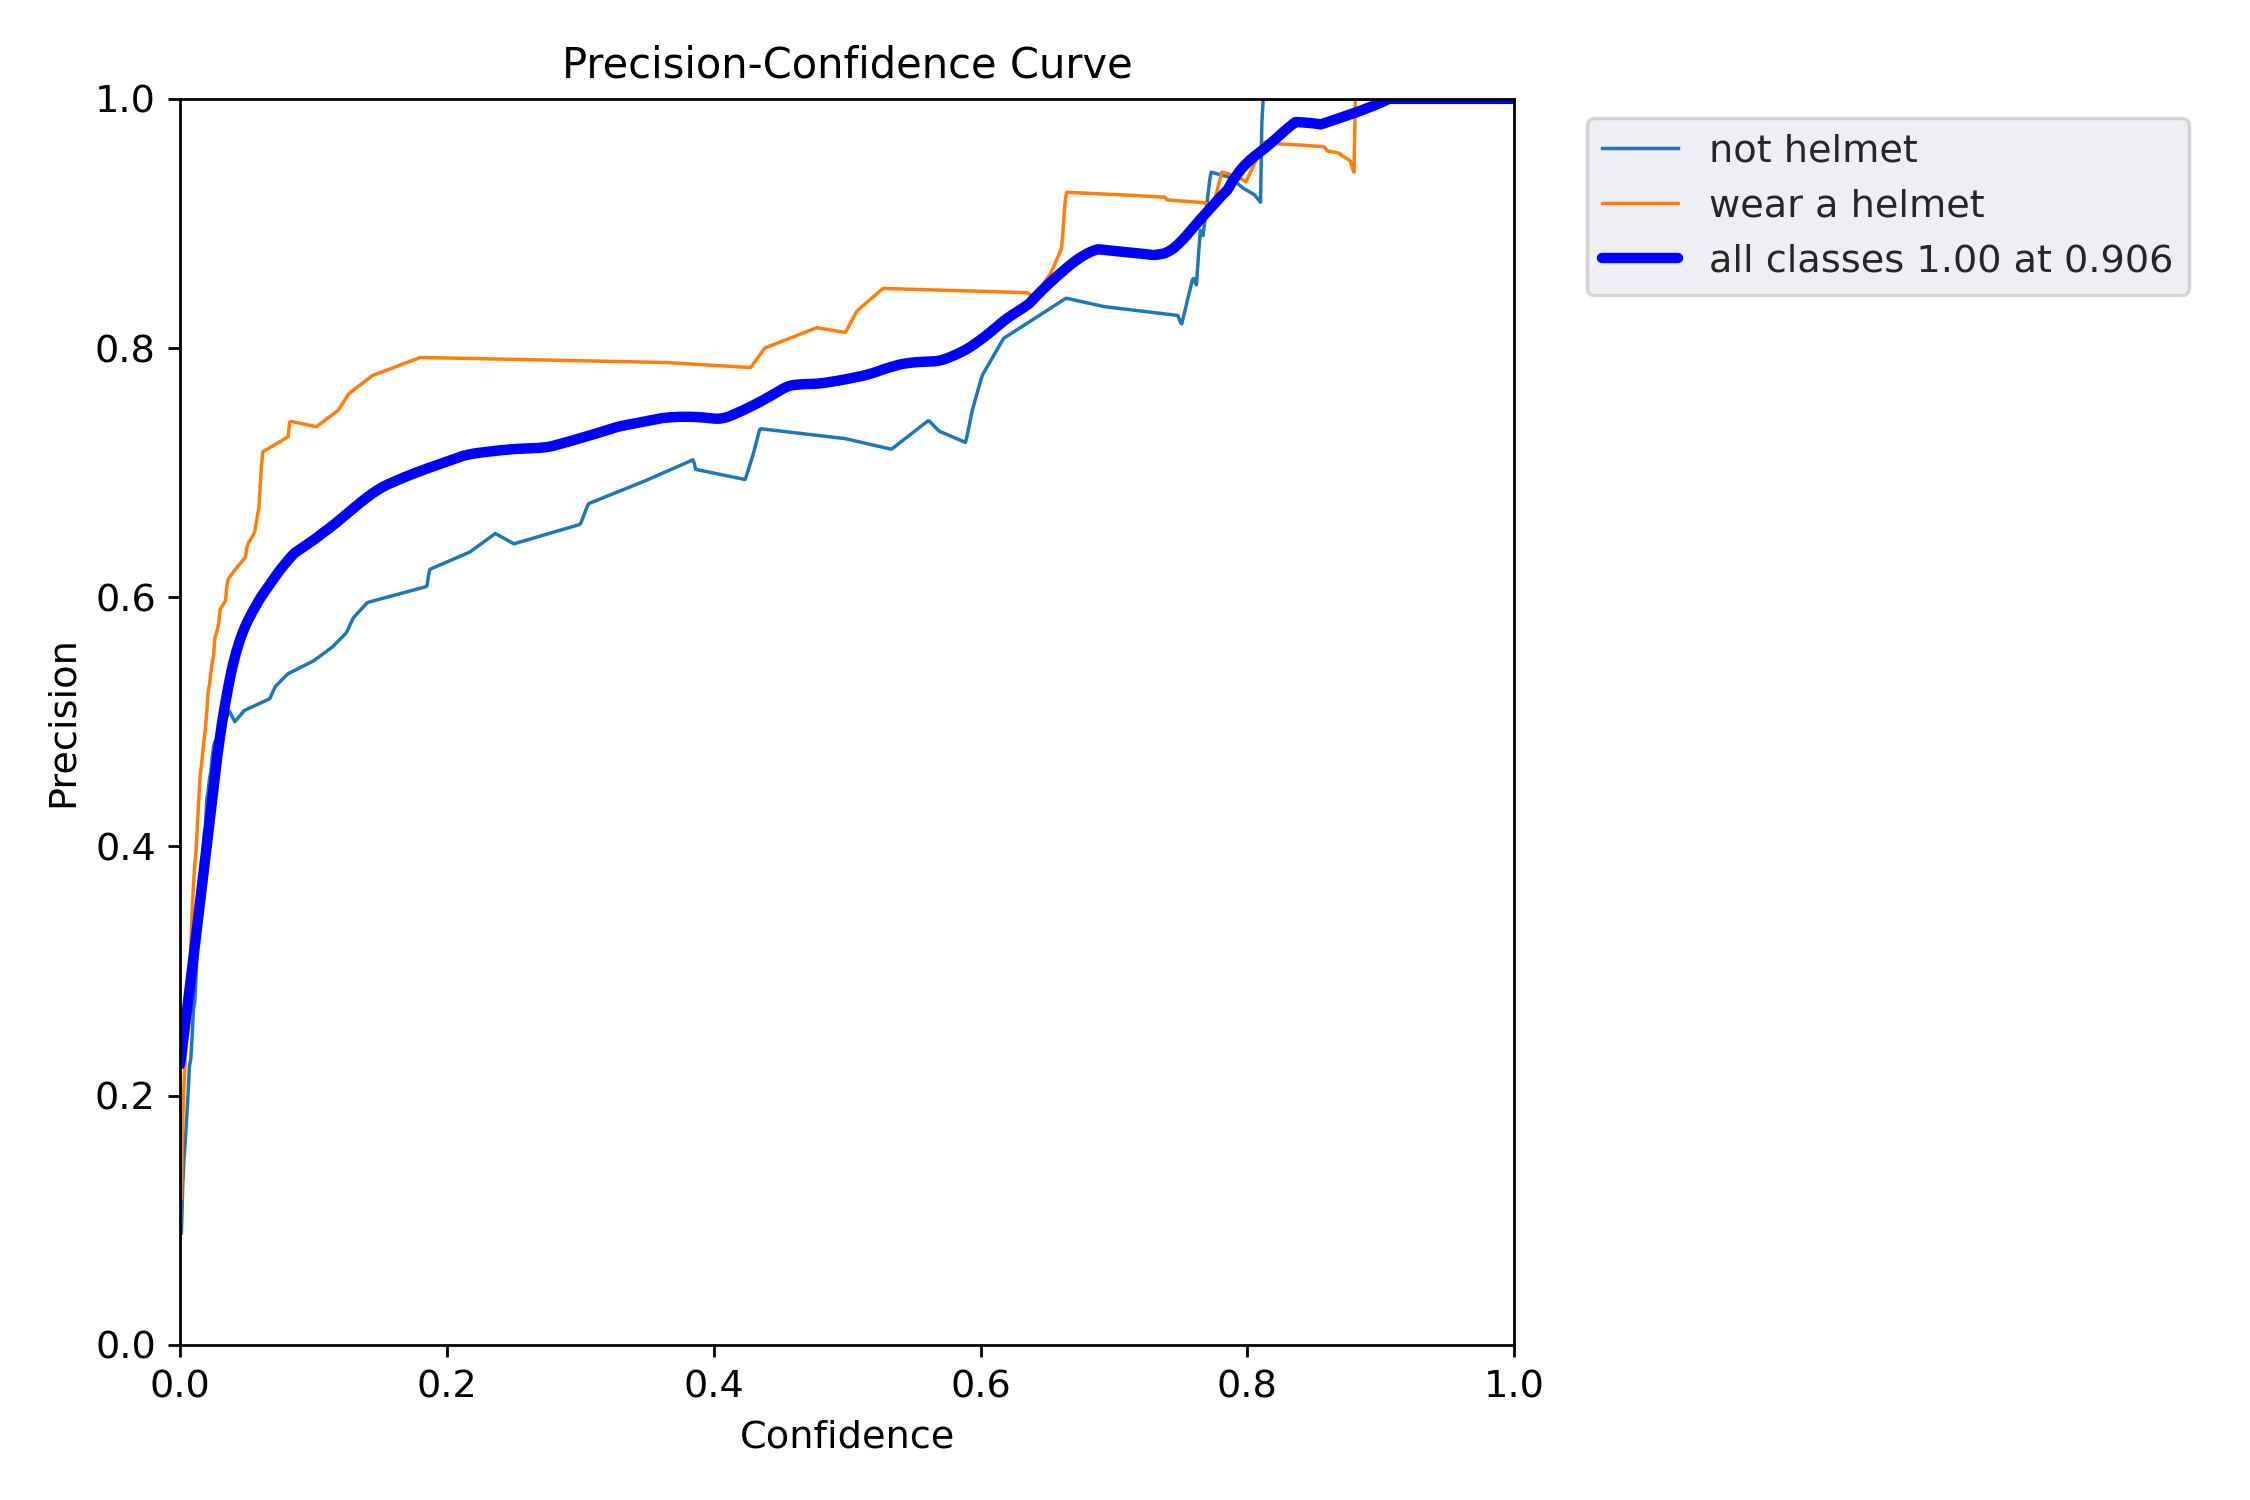 Precision-Confidence Curve
1.0
0.8
0.6
0.4
0.2
0.0
Precision
0.0 0.2 0.4 0.6 0.8 1.0
Confidence
not helmet
wear a helmet
all classes 1.00 at 0.906